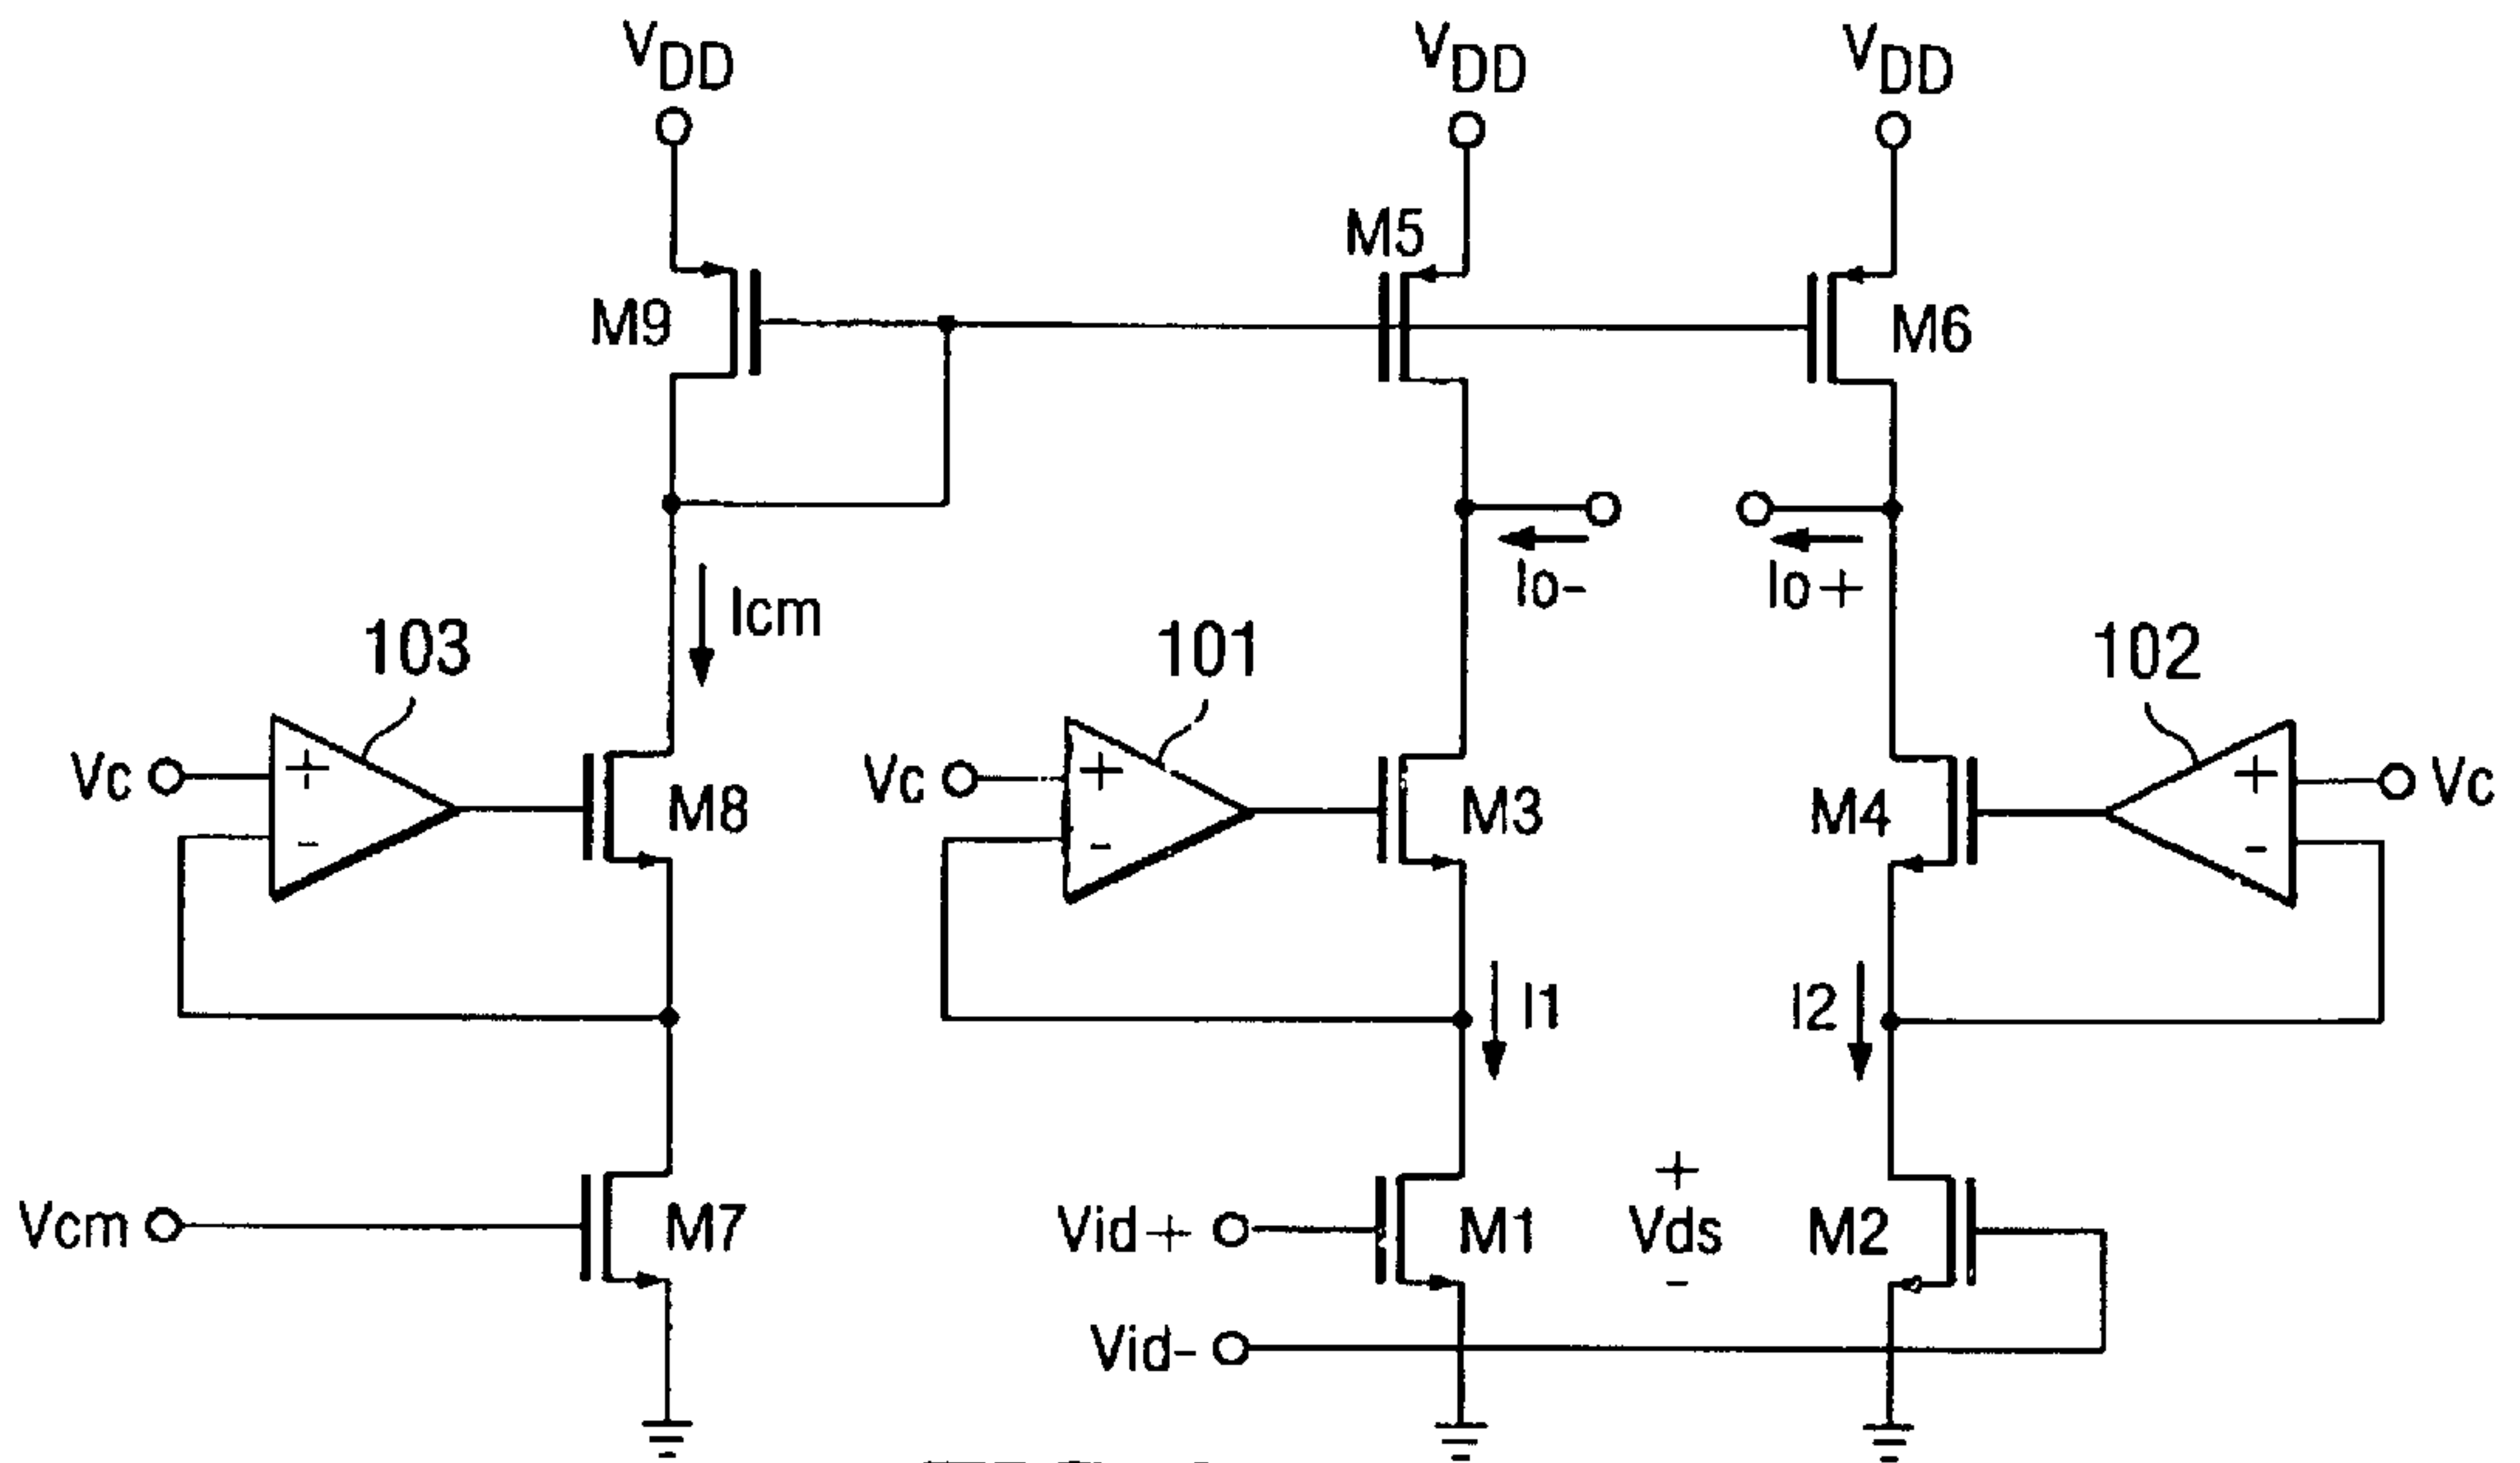 VDD VDD VDD
M5
M9 M6
Io- Io+
Icm
103 101 102
Vc + - M8 Vc + - M3 M4 + - Vc
I1 I2
+
Vcm M7 Vid+ M1 Vds M2
-
Vid-